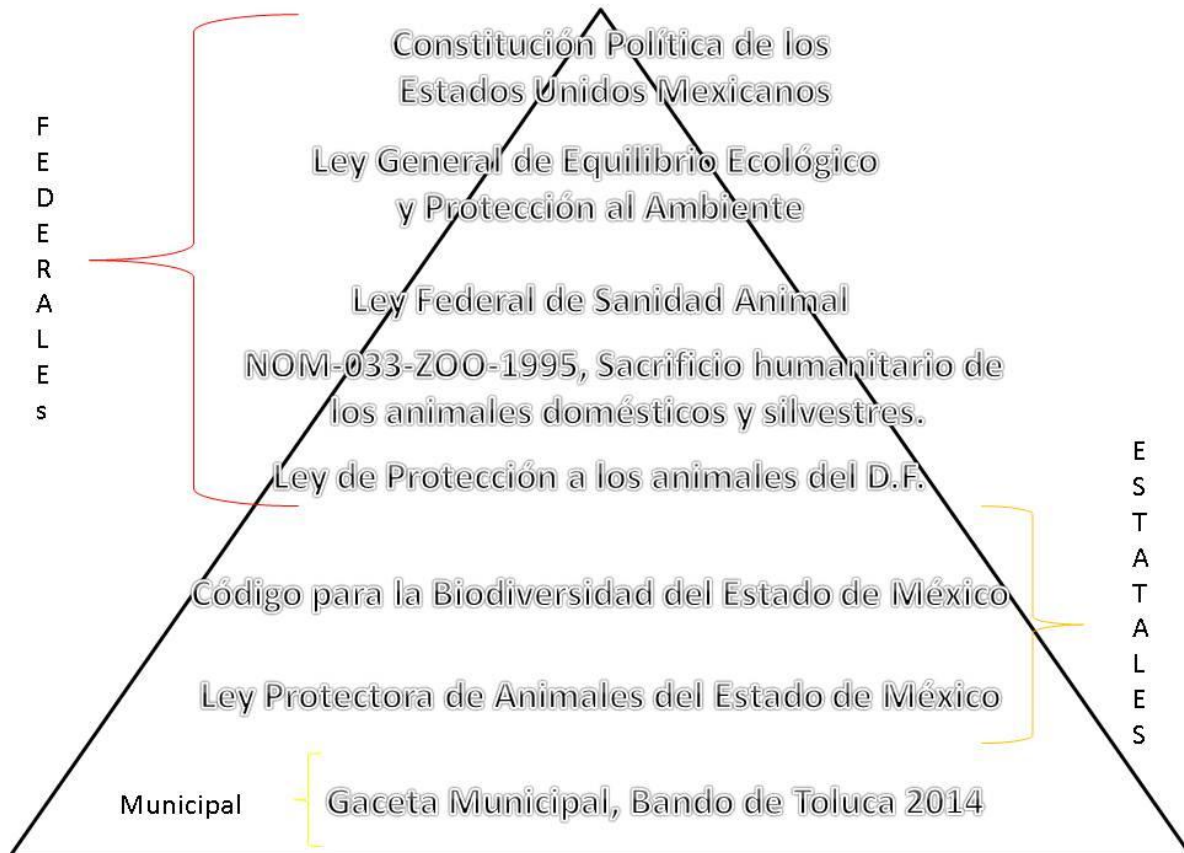 Constitución Política de los
Estados Unidos Mexicanos
Ley General de Equilibrio Ecológico
y Protección al Ambiente
FEDERALEs
Ley Federal de Sanidad Animal
NOM-033-ZOO-1995, Sacrificio humanitario de
los animales domésticos y silvestres.
Ley de Protección a los animales del D.F.
ESTATALES
Código para la Biodiversidad del Estado de México
Ley Protectora de Animales del Estado de México
Municipal
Gaceta Municipal, Bando de Toluca 2014